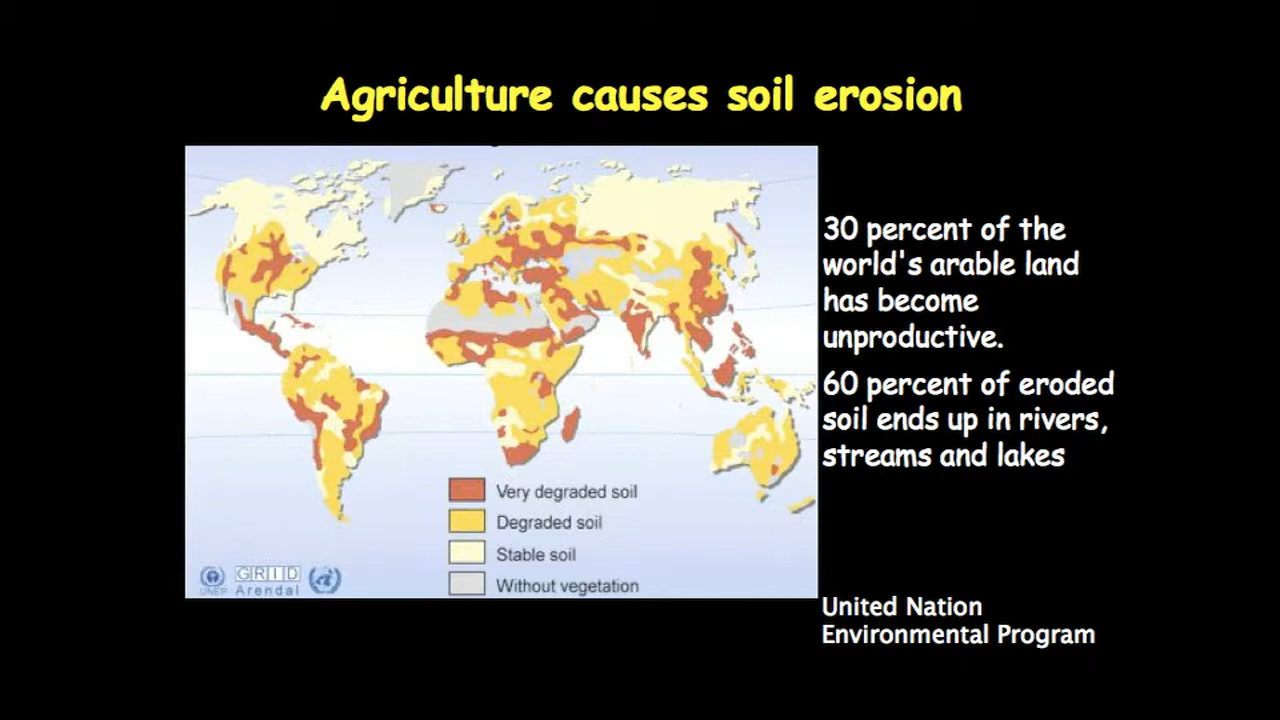 Agriculture causes soil erosion
30 percent of the
world's arable land
has become
unproductive.
60 percent of eroded
soil ends up in rivers,
streams and lakes
Very degraded soil
Degraded soil
Stable soil
Without vegetation
UNEP
GRID
Arendal
United Nation
Environmental Program